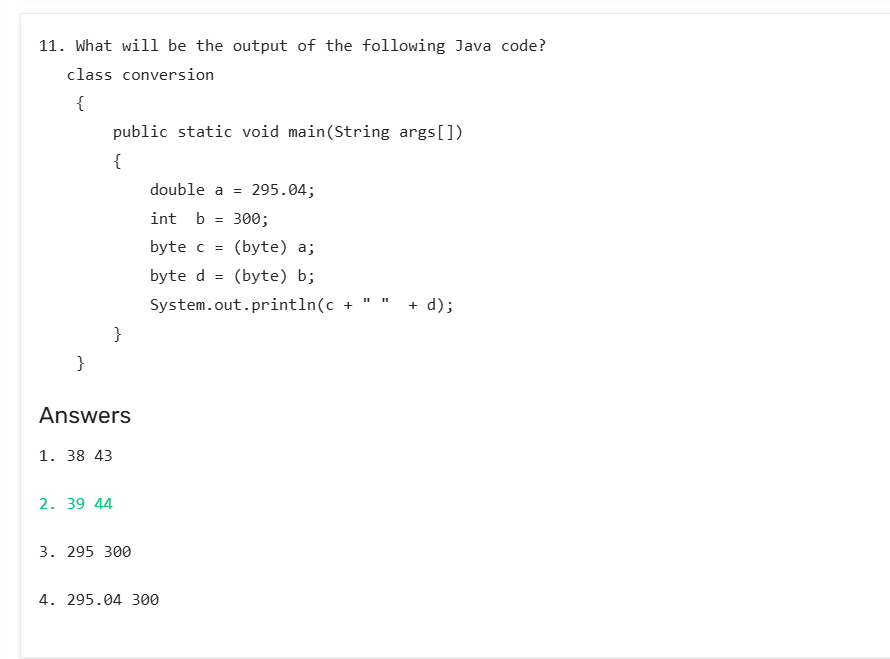 11. What will be the output of the following Java code?
class conversion
{
public static void main(String args[])
{
double a = 295.04;
int  b = 300;
byte c = (byte) a;
byte d = (byte) b;
System.out.println(c + " "  + d);
}
}
Answers
1. 38 43
2. 39 44
3. 295 300
4. 295.04 300